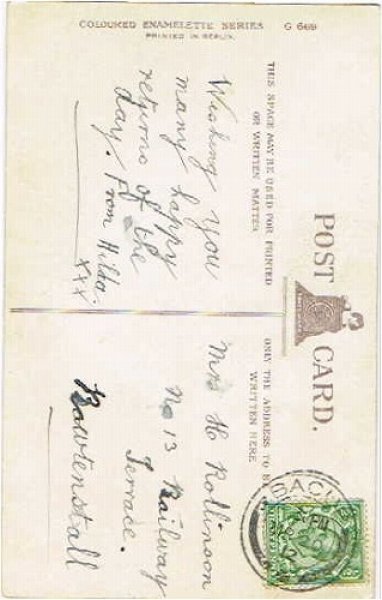 COLOURED ENAMELETTE SERIES G 669
PRINTED IN BERLIN.
POST CARD.
THIS SPACE MAY BE USED FOR PRINTED
OR WRITTEN MATTER
Wishing you
many happy
returns of the
day. From Hilda.
xxx
ONLY THE ADDRESS TO B
WRITTEN HERE.
Mrs H Rollinson
No 13 Railway
Terrace.
Rawtenstall
BACUP